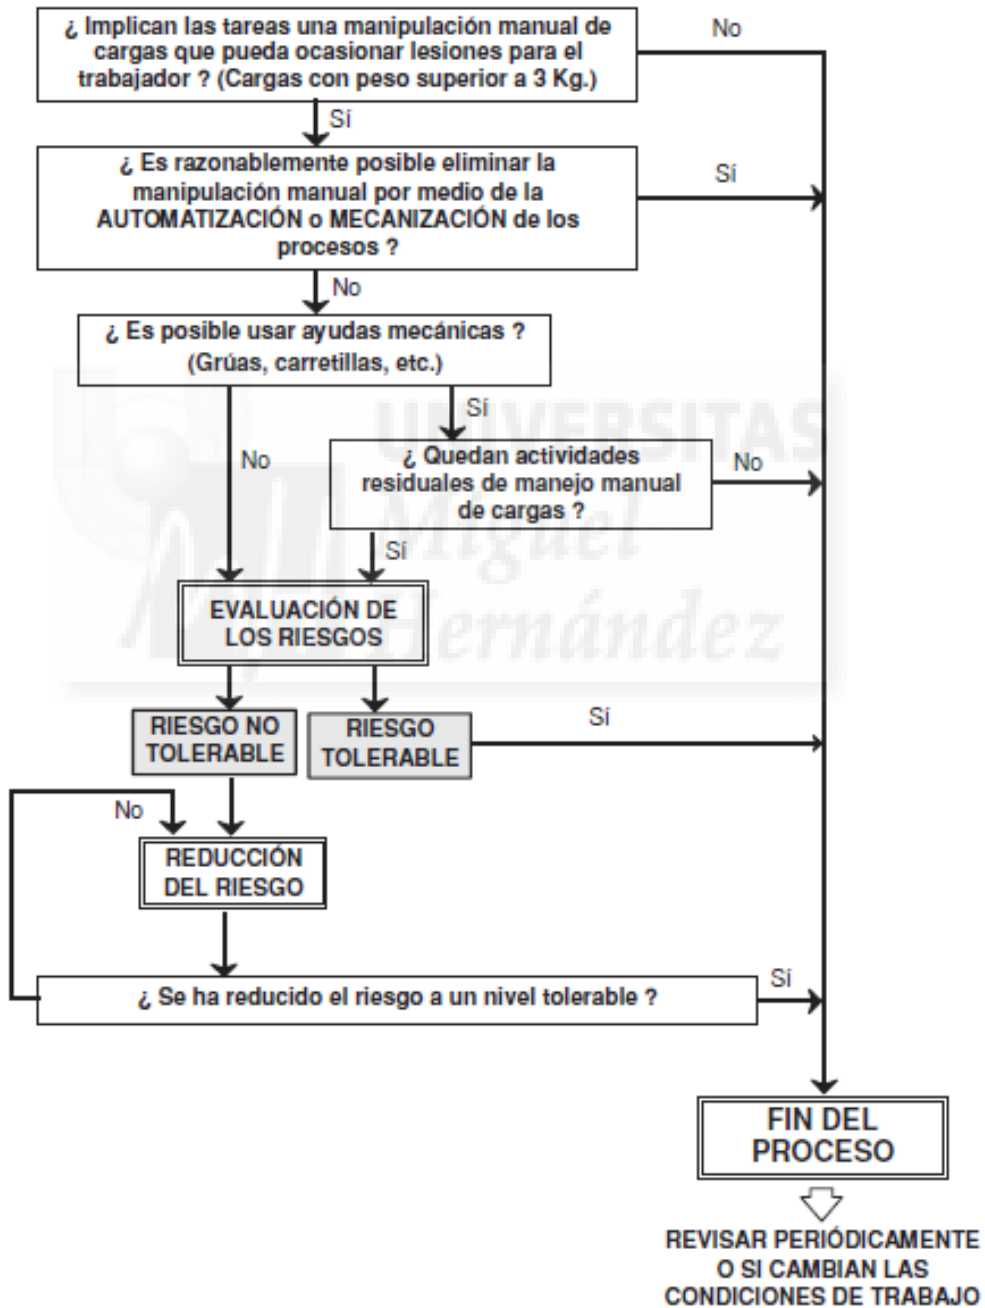 ¿ Implican las tareas una manipulación manual de
cargas que pueda ocasionar lesiones para el
trabajador ? (Cargas con peso superior a 3 Kg.)
No
Sí
¿ Es razonablemente posible eliminar la
manipulación manual por medio de la
AUTOMATIZACIÓN o MECANIZACIÓN de los
procesos ?
Sí
No
¿ Es posible usar ayudas mecánicas ?
(Grúas, carretillas, etc.)
Sí
No
UNIVERSITAS
Miguel
Hernández
¿ Quedan actividades
residuales de manejo manual
de cargas ?
No
Sí
EVALUACIÓN DE
LOS RIESGOS
RIESGO NO
TOLERABLE
RIESGO
TOLERABLE
Sí
No
REDUCCIÓN
DEL RIESGO
¿ Se ha reducido el riesgo a un nivel tolerable ?
Sí
FIN DEL
PROCESO
REVISAR PERIÓDICAMENTE
O SI CAMBIAN LAS
CONDICIONES DE TRABAJO